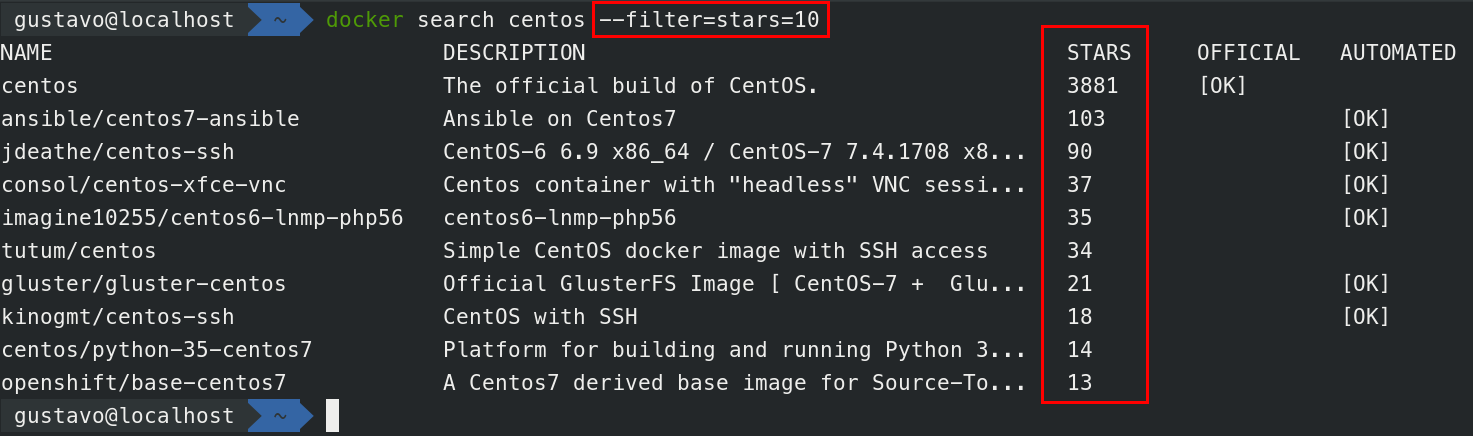 gustavo@localhost ~ docker search centos --filter=stars=10
NAME DESCRIPTION STARS OFFICIAL AUTOMATED
centos The official build of CentOS. 3881 [OK]
ansible/centos7-ansible Ansible on Centos7 103 [OK]
jdeathe/centos-ssh CentOS-6 6.9 x86_64 / CentOS-7 7.4.1708 x8... 90 [OK]
consol/centos-xfce-vnc Centos container with "headless" VNC sessi... 37 [OK]
imagine10255/centos6-lnmp-php56 centos6-lnmp-php56 35 [OK]
tutum/centos Simple CentOS docker image with SSH access 34
gluster/gluster-centos Official GlusterFS Image [ CentOS-7 +  Glu... 21 [OK]
kinogmt/centos-ssh CentOS with SSH 18 [OK]
centos/python-35-centos7 Platform for building and running Python 3... 14
openshift/base-centos7 A Centos7 derived base image for Source-To... 13
gustavo@localhost ~